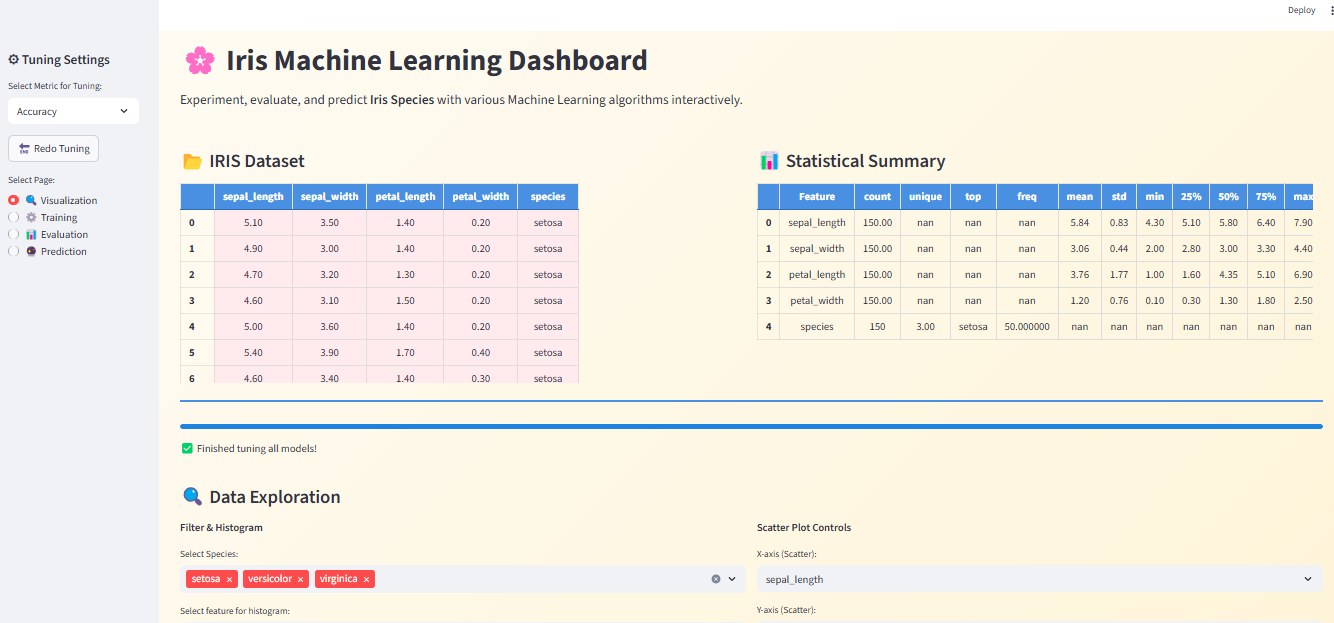 Deploy
Tuning Settings
Select Metric for Tuning:
Accuracy
Redo Tuning
Select Page:
Visualization
Training
Evaluation
Prediction
Iris Machine Learning Dashboard
Experiment, evaluate, and predict Iris Species with various Machine Learning algorithms interactively.
IRIS Dataset
sepal_length sepal_width petal_length petal_width species
0 5.10 3.50 1.40 0.20 setosa
1 4.90 3.00 1.40 0.20 setosa
2 4.70 3.20 1.30 0.20 setosa
3 4.60 3.10 1.50 0.20 setosa
4 5.00 3.60 1.40 0.20 setosa
5 5.40 3.90 1.70 0.40 setosa
6 4.60 3.40 1.40 0.30 setosa
Statistical Summary
Feature count unique top freq mean std min 25% 50% 75% max
0 sepal_length 150.00 nan nan nan 5.84 0.83 4.30 5.10 5.80 6.40 7.90
1 sepal_width 150.00 nan nan nan 3.06 0.44 2.00 2.80 3.00 3.30 4.40
2 petal_length 150.00 nan nan nan 3.76 1.77 1.00 1.60 4.35 5.10 6.90
3 petal_width 150.00 nan nan nan 1.20 0.76 0.10 0.30 1.30 1.80 2.50
4 species 150 3.00 setosa 50.000000 nan nan nan nan nan nan nan
Finished tuning all models!
Data Exploration
Filter & Histogram
Select Species:
setosa × versicolor × virginica ×
Select feature for histogram:
Scatter Plot Controls
X-axis (Scatter):
sepal_length
Y-axis (Scatter):